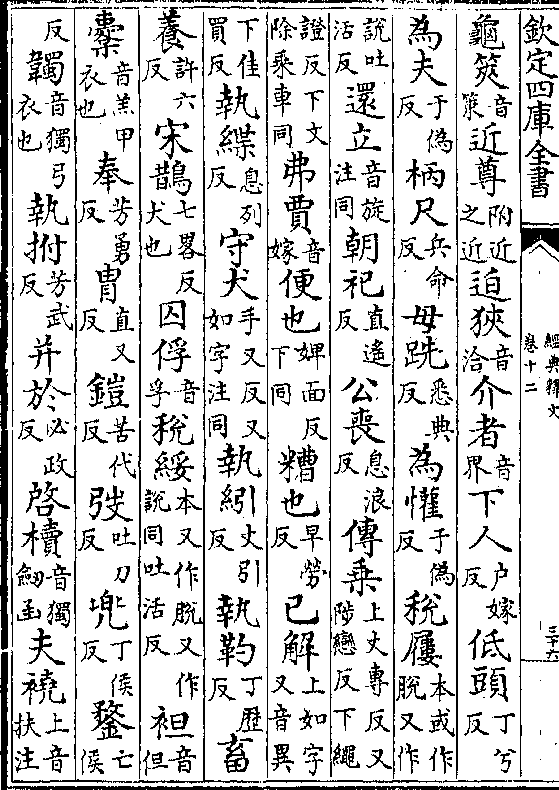 欽定四庫全書
經典釋文
卷十二
三十六
龜筴音策近尊附近之近迫狹音洽介者音界下人户嫁反低頭丁兮反
為夫于偽反柄尺兵命反毋跣悉典反為懽于偽反稅屨本或作脫又作
說吐活反還立音旋注同朝祀直遥反公喪息浪反傳乘上丈專反又陟戀反下繩
證反下文除乘車同弗賈音嫁便也婢面反下同糟也早勞反已解上如字又音異
下佳買反執緤息列反守犬手又反又如字注同執紖丈引反執靮丁歷反畜
養許六反宋鵲七畧反犬也囚俘音孚稅綏本又作脫又作說同吐活反袒音但
櫜音羔甲衣也奉芳勇反冑直又反鎧苦代反弢吐刀反兜丁侯反鍪亡侯
反韣音獨弓衣也執拊芳武反并於必政反啓櫝音獨劒函夫襓上音扶注